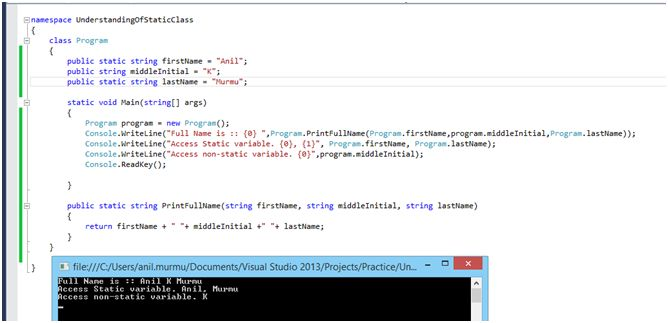 namespace UnderstandingOfStaticClass
{
class Program
{
public static string firstName = "Anil";
public string middleInitial = "K";
public static string lastName = "Murmu";
static void Main(string[] args)
{
Program program = new Program();
Console.WriteLine("Full Name is :: {0} ",Program.PrintFullName(Program.firstName,program.middleInitial,Program.lastName));
Console.WriteLine("Access Static variable. {0}, {1}", Program.firstName, Program.lastName);
Console.WriteLine("Access non-static variable. {0}",program.middleInitial);
Console.ReadKey();
}
public static string PrintFullName(string firstName, string middleInitial, string lastName)
{
return firstName + " "+ middleInitial +" "+ lastName;
}
}
}
file:///C:/Users/anil.murmu/Documents/Visual Studio 2013/Projects/Practice/Un...
Full Name is :: Anil K Murmu
Access Static variable. Anil, Murmu
Access non-static variable. K